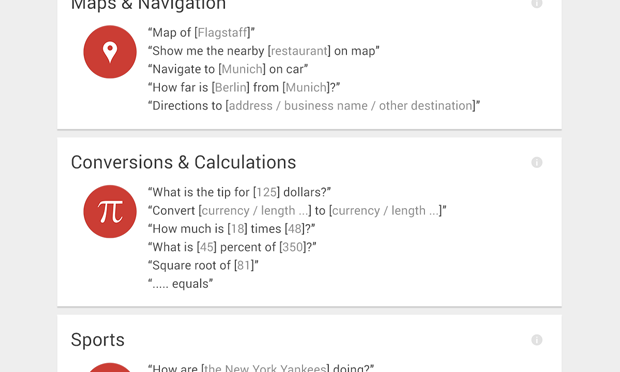 Maps & Navigation
“Map of [Flagstaff]”
“Show me the nearby [restaurant] on map”
“Navigate to [Munich] on car”
“How far is [Berlin] from [Munich]?”
“Directions to [address / business name / other destination]”
Conversions & Calculations
π
“What is the tip for [125] dollars?”
“Convert [currency / length ...] to [currency / length ...]”
“How much is [18] times [48]?”
“What is [45] percent of [350]?”
“Square root of [81]”
“..... equals”
Sports
“How are [the New York Yankees] doing?”